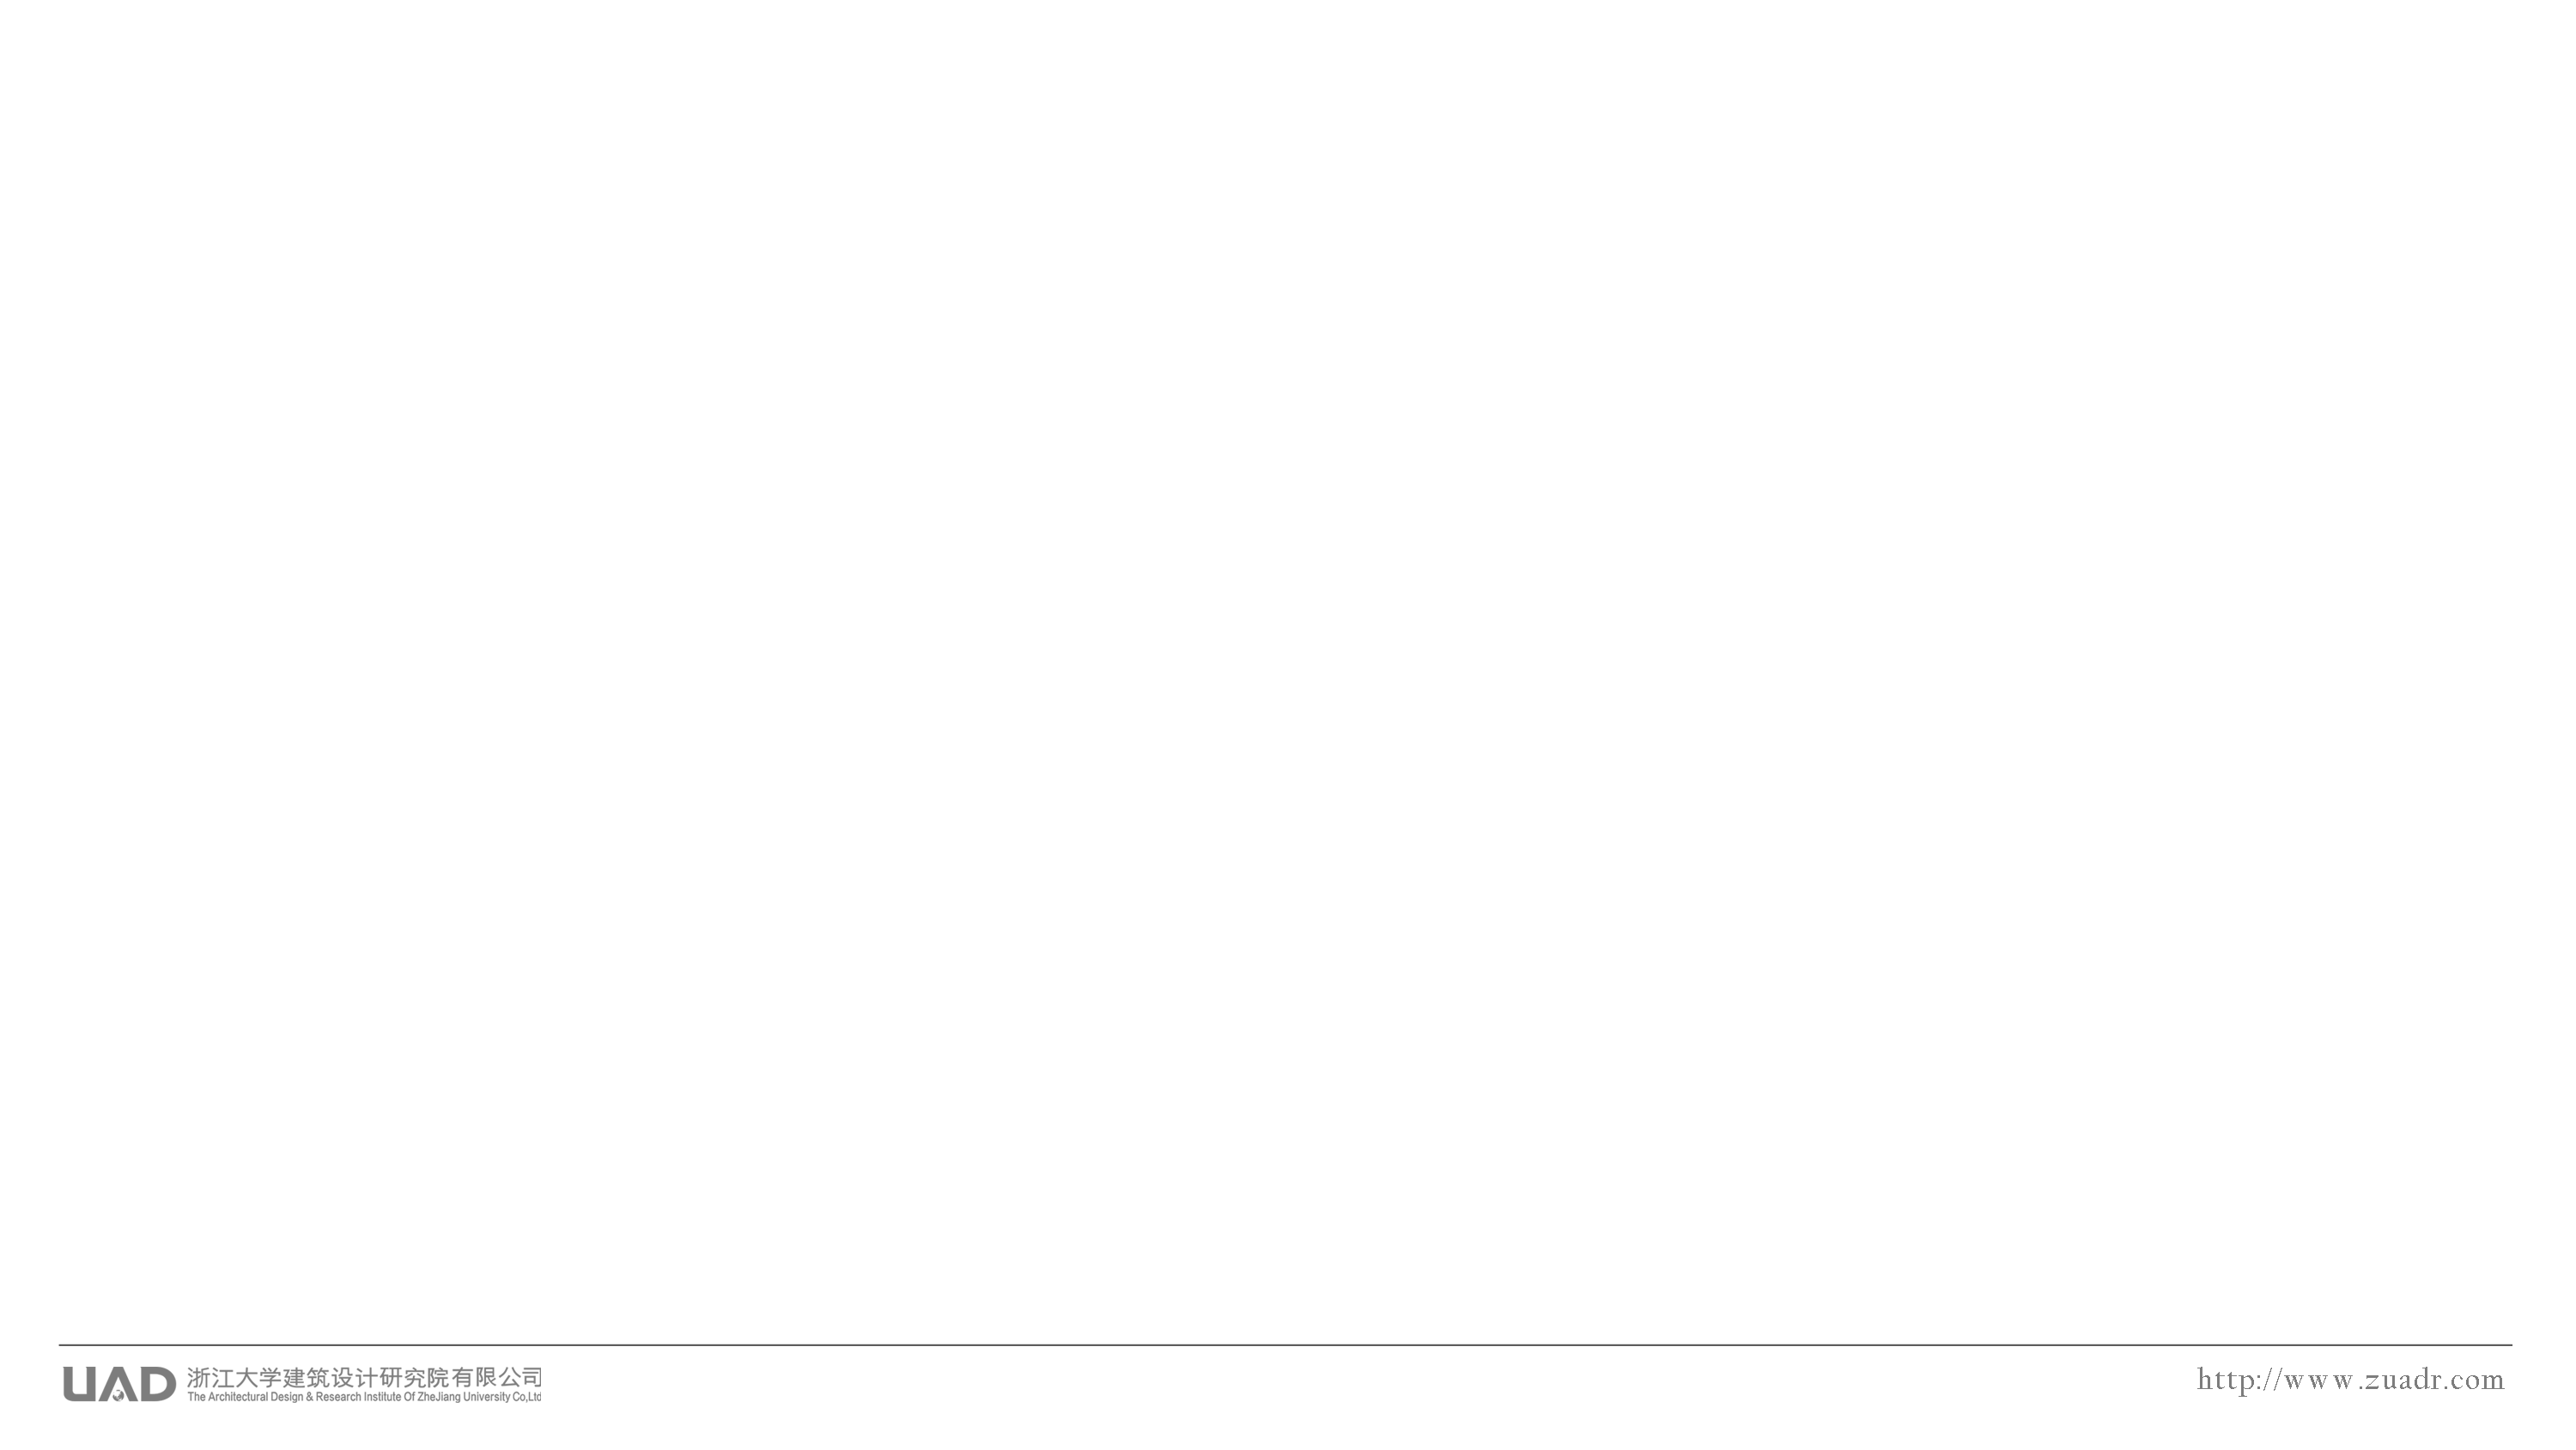 UAD 浙江大学建筑设计研究院有限公司
The Architectural Design & Research Institute Of ZheJiang University Co,Ltd
http://www.zuadr.com